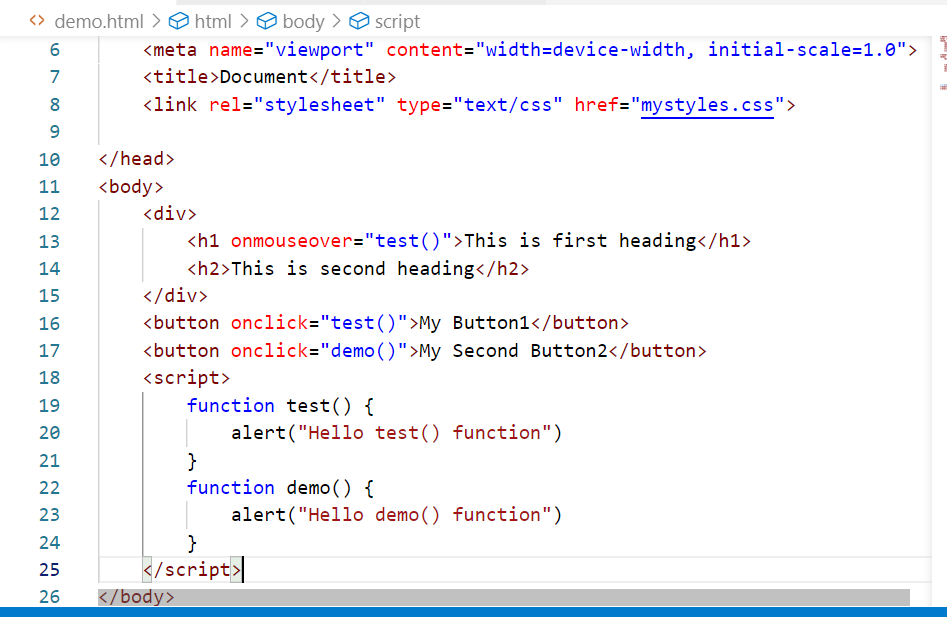 demo.html > html > body > script
6 <meta name="viewport" content="width=device-width, initial-scale=1.0">
7 <title>Document</title>
8 <link rel="stylesheet" type="text/css" href="mystyles.css">
9
10 </head>
11 <body>
12 <div>
13 <h1 onmouseover="test()">This is first heading</h1>
14 <h2>This is second heading</h2>
15 </div>
16 <button onclick="test()">My Button1</button>
17 <button onclick="demo()">My Second Button2</button>
18 <script>
19 function test() {
20 alert("Hello test() function")
21 }
22 function demo() {
23 alert("Hello demo() function")
24 }
25 </script>
26 </body>